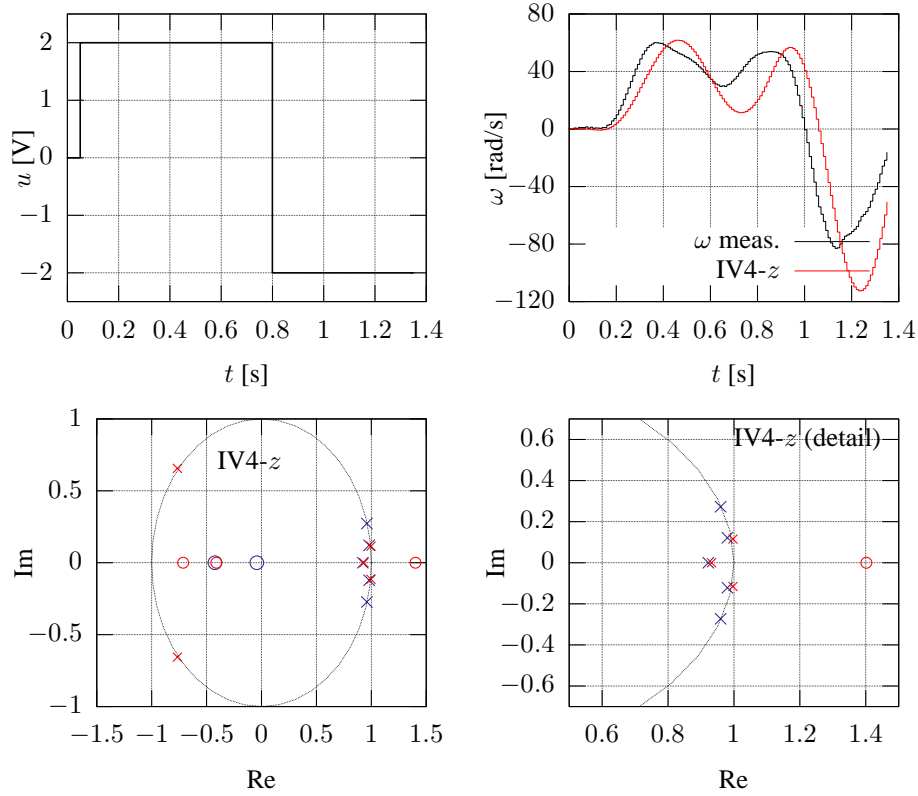 2
1
0
−1
−2
u [V]
0 0.2 0.4 0.6 0.8 1 1.2 1.4
t [s]
80
40
0
−40
−80
−120
ω [rad/s]
ω meas.
IV4-z
0 0.2 0.4 0.6 0.8 1 1.2 1.4
t [s]
1
0.5
0
−0.5
−1
Im
IV4-z
−1.5 −1 −0.5 0 0.5 1 1.5
Re
0.6
0.4
0.2
0
−0.2
−0.4
−0.6
Im
IV4-z (detail)
0.6 0.8 1 1.2 1.4
Re